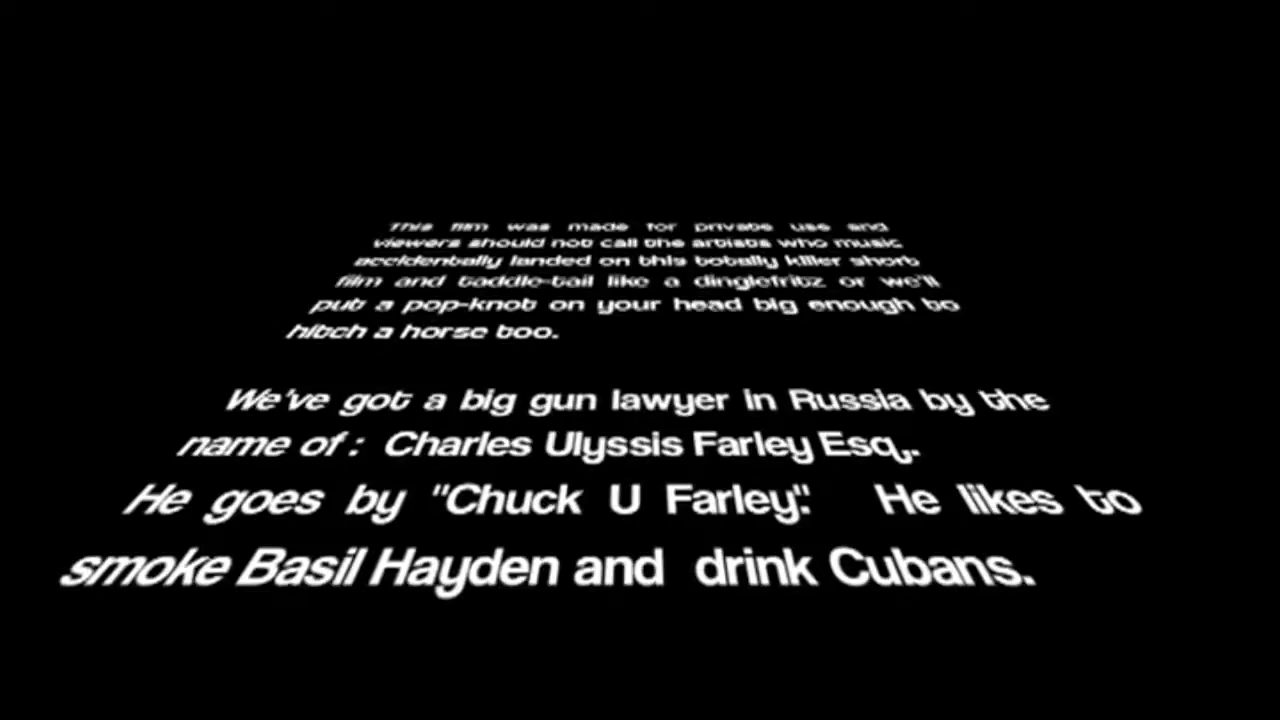 This film was made for private use and
viewers should not call the artists who music
accidentally landed on this totally killer short
film and taddle-tail like a dinglefritz or we'll
put a pop-knot on your head big enough to
hitch a horse too.
We've got a big gun lawyer in Russia by the
name of : Charles Ulyssis Farley Esq,.
He goes by "Chuck U Farley". He likes to
smoke Basil Hayden and drink Cubans.